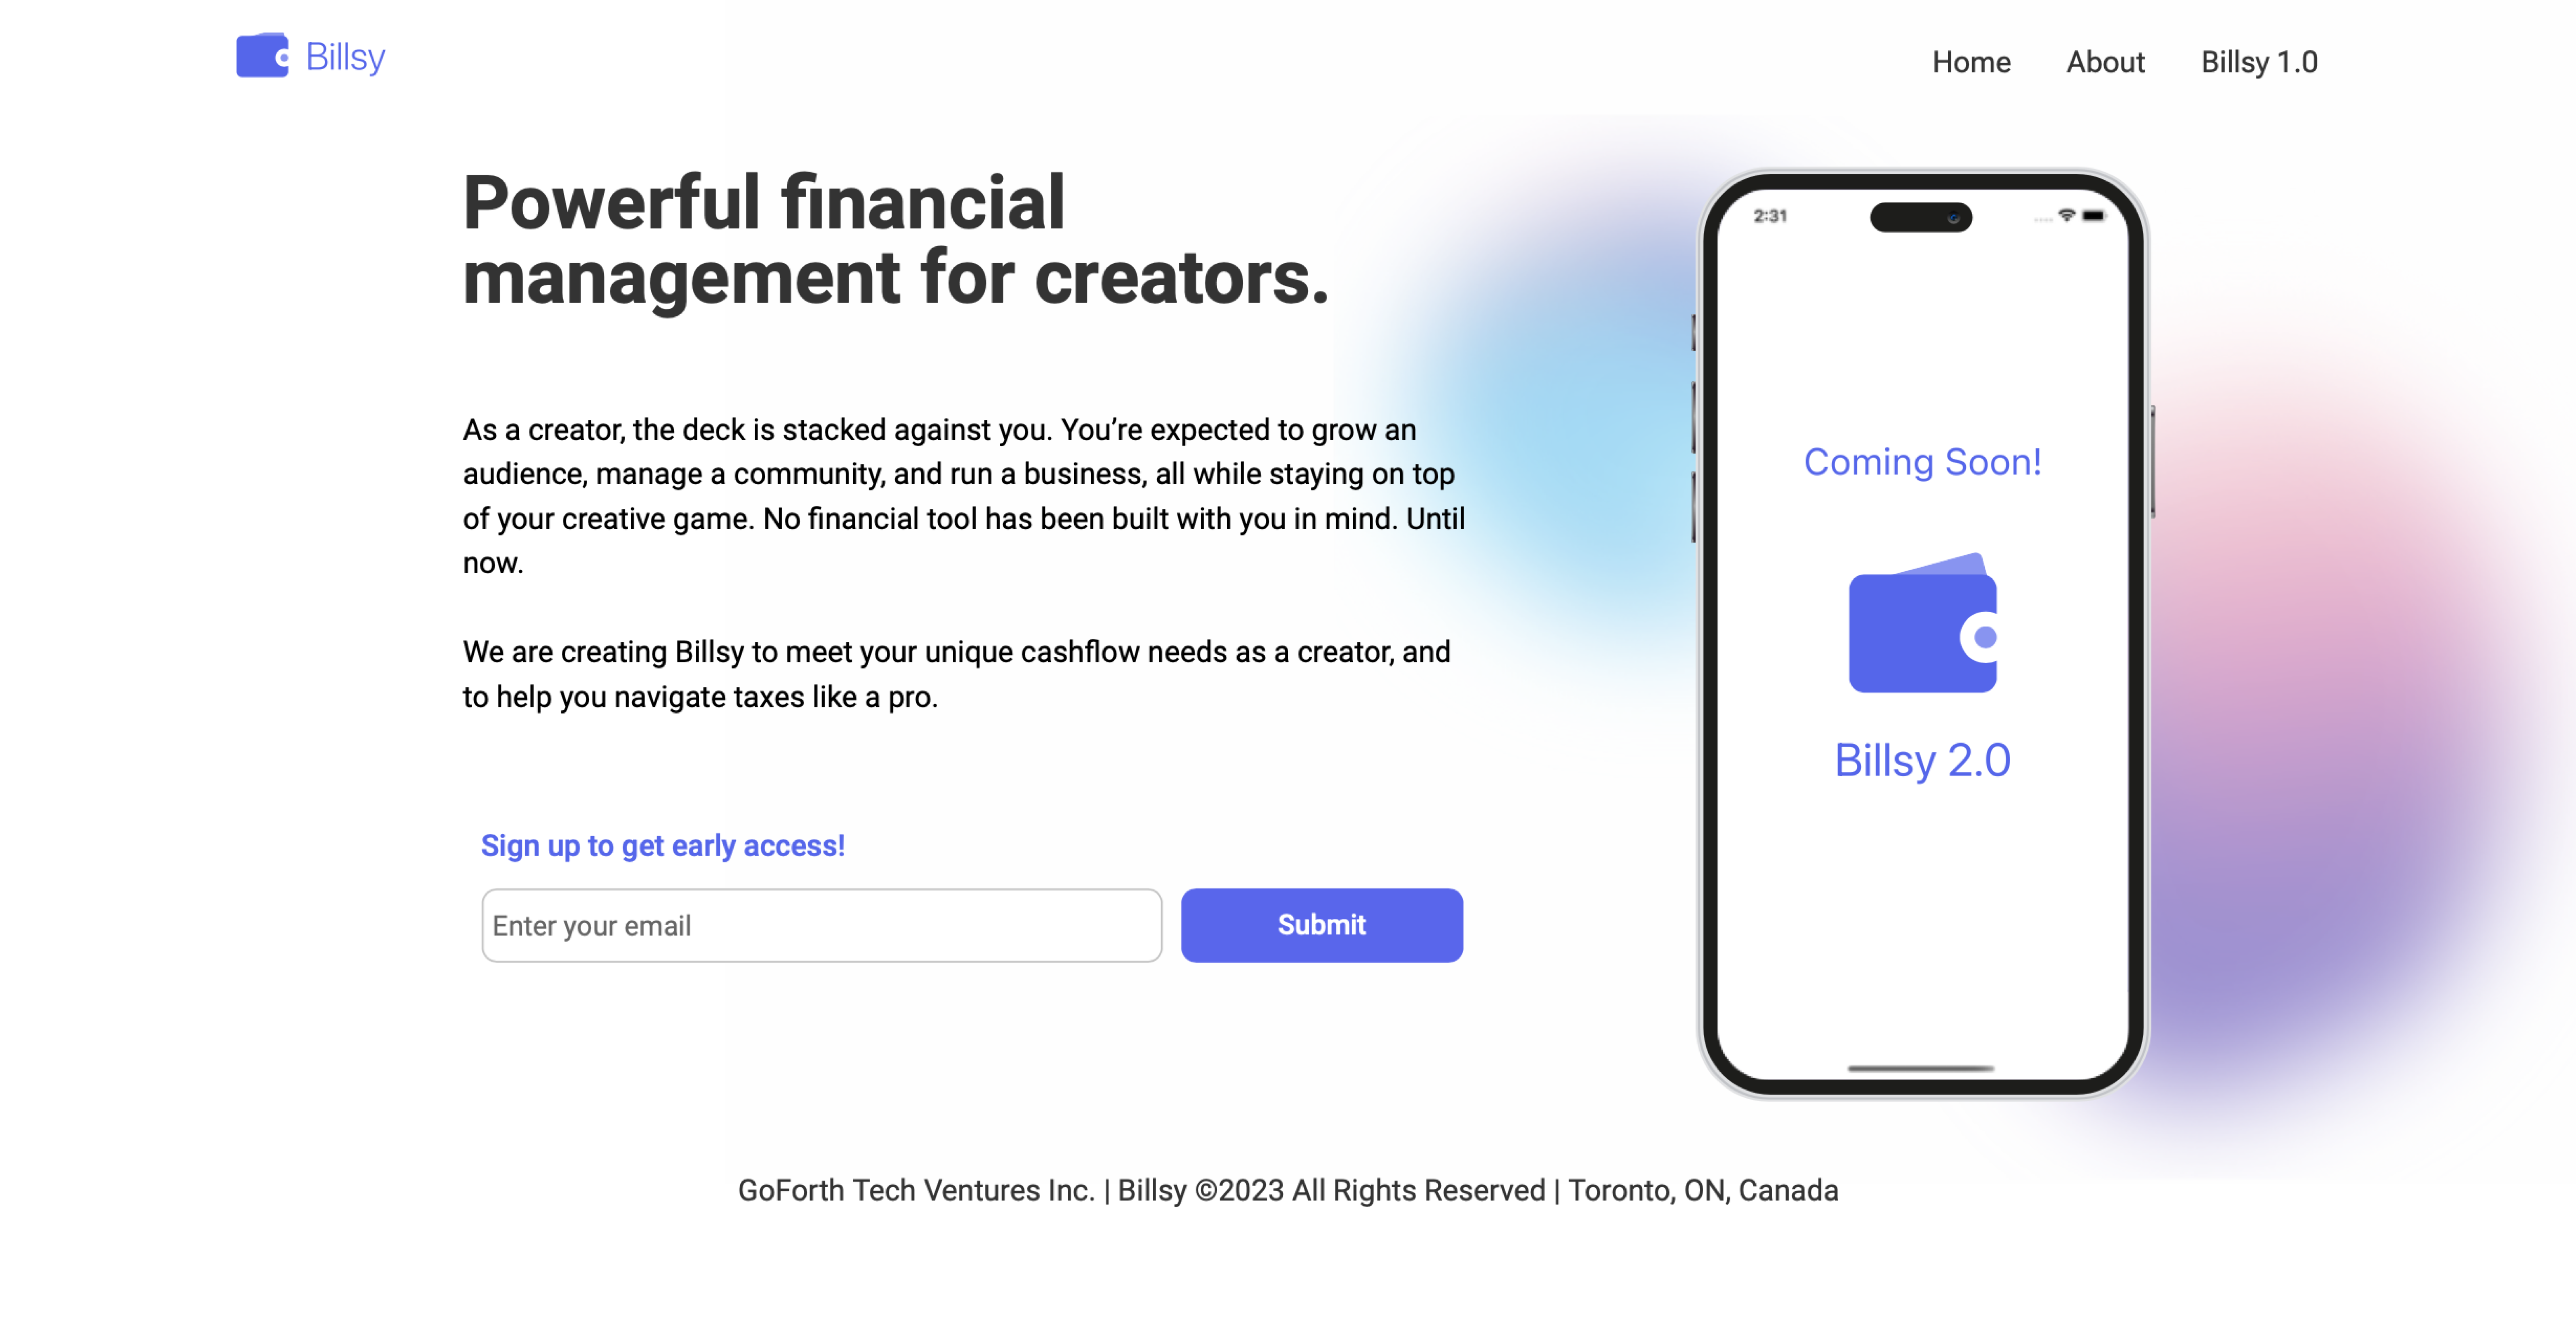 Billsy
Home
About
Billsy 1.0
Powerful financial
management for creators.
As a creator, the deck is stacked against you. You’re expected to grow an
audience, manage a community, and run a business, all while staying on top
of your creative game. No financial tool has been built with you in mind. Until
now.
We are creating Billsy to meet your unique cashflow needs as a creator, and
to help you navigate taxes like a pro.
Sign up to get early access!
Enter your email
Submit
2:31
Coming Soon!
Billsy 2.0
GoForth Tech Ventures Inc. | Billsy ©2023 All Rights Reserved | Toronto, ON, Canada